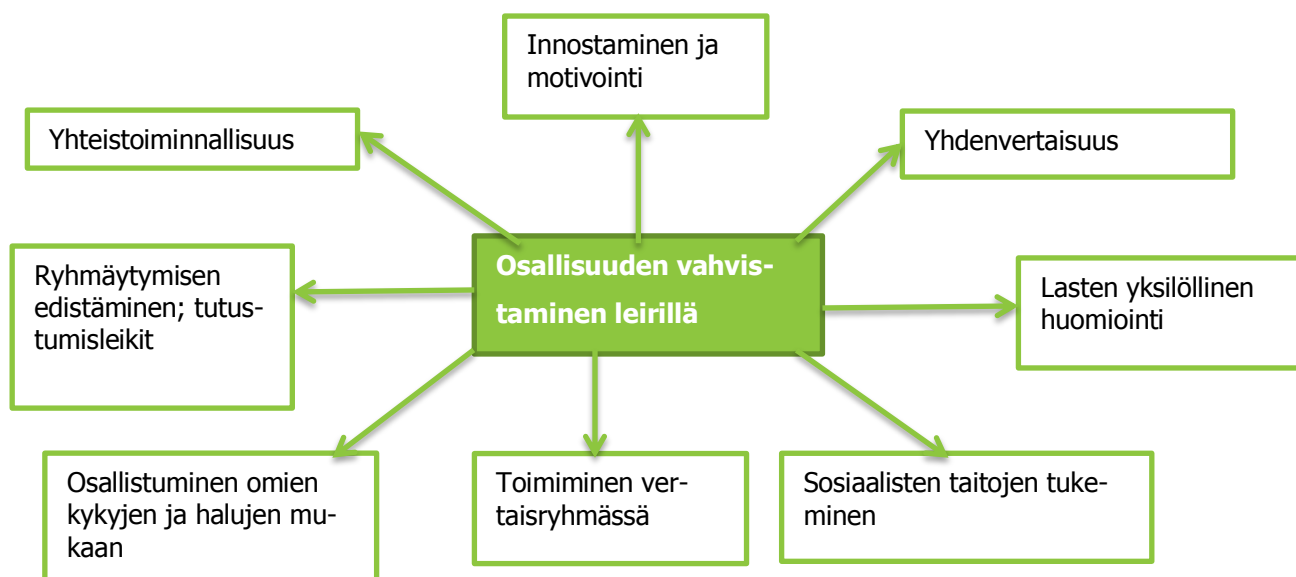 Innostaminen ja
motivointi
Yhteistoiminnallisuus
Yhdenvertaisuus
Osallisuuden vahvis-
taminen leirillä
Ryhmäytymisen
edistäminen; tutus-
tumisleikit
Lasten yksilöllinen
huomiointi
Osallistuminen omien
kykyjen ja halujen mu-
kaan
Toimiminen ver-
taisryhmässä
Sosiaalisten taitojen tuke-
minen